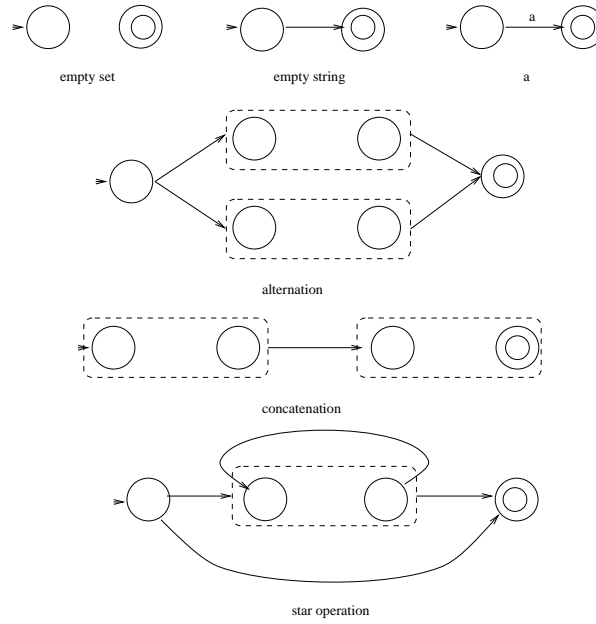 a
empty set
empty string
a
alternation
concatenation
star operation